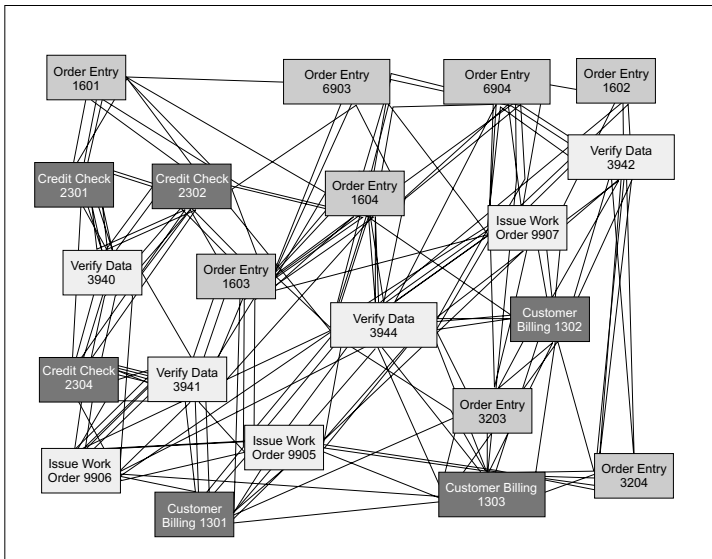 Order Entry
1601
Order Entry
6903
Order Entry
6904
Order Entry
1602
Verify Data
3942
Credit Check
2301
Credit Check
2302
Order Entry
1604
Issue Work
Order 9907
Verify Data
3940
Order Entry
1603
Verify Data
3944
Customer
Billing 1302
Credit Check
2304
Verify Data
3941
Order Entry
3203
Issue Work
Order 9905
Issue Work
Order 9906
Customer
Billing 1301
Customer Billing
1303
Order Entry
3204